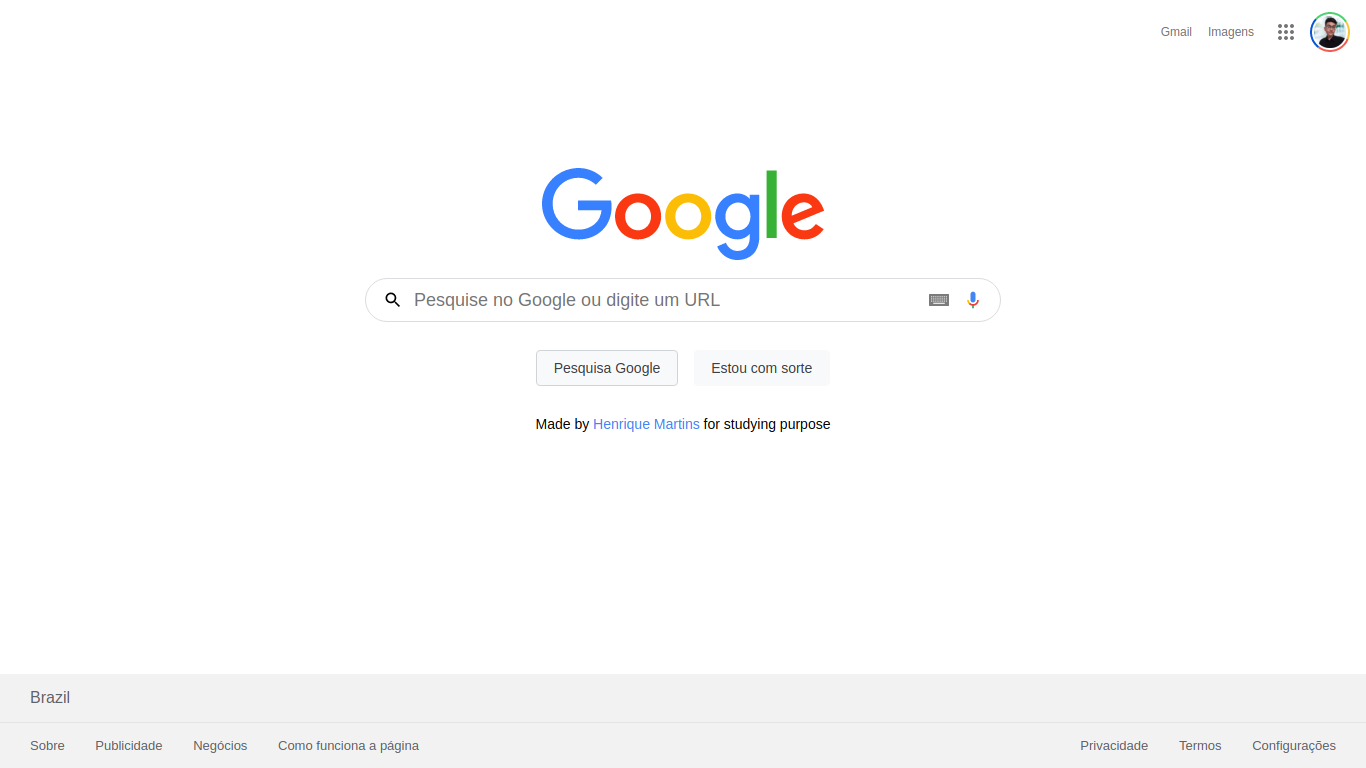 Gmail Imagens
Google
Pesquise no Google ou digite um URL
Pesquisa Google Estou com sorte
Made by Henrique Martins for studying purpose
Brazil
Sobre Publicidade Negócios Como funciona a página Privacidade Termos Configurações